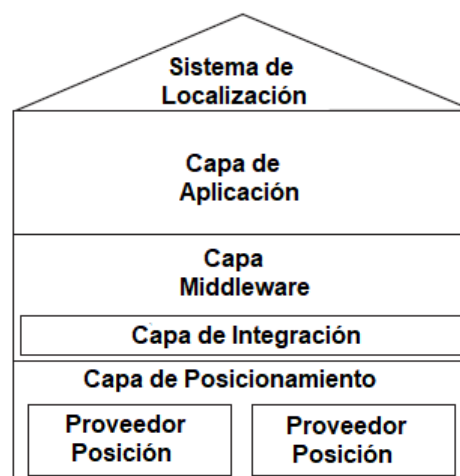 Sistema de
Localización
Capa de
Aplicación
Capa
Middleware
Capa de Integración
Capa de Posicionamiento
Proveedor
Posición
Proveedor
Posición